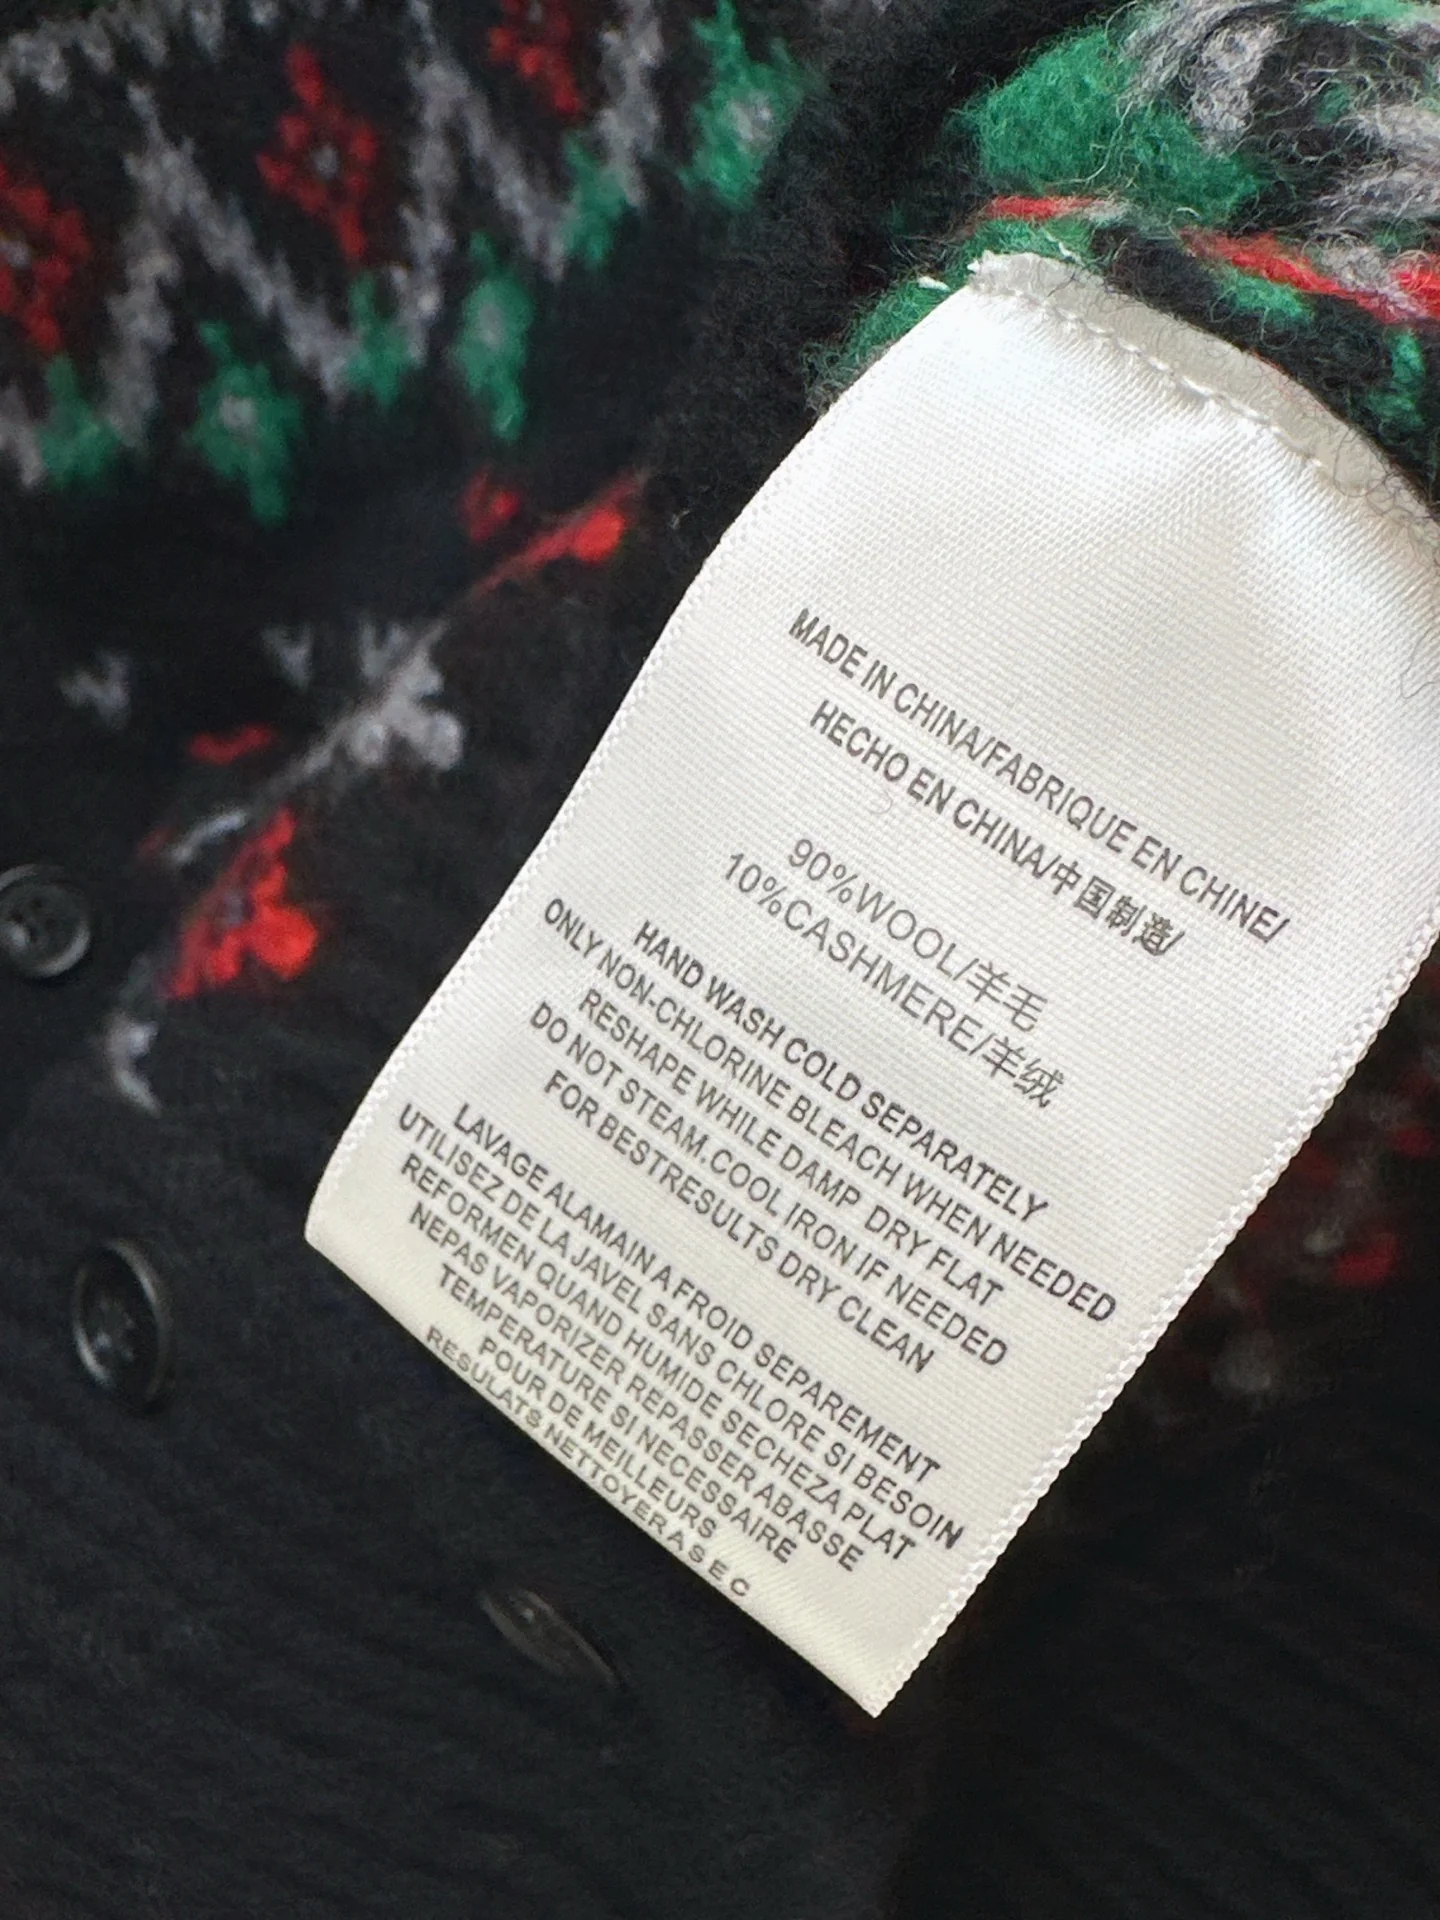 MADE IN CHINA/FABRIQUE EN CHINE/
HECHO EN CHINA/中国制造/
90%WOOL/羊毛
10%CASHMERE/羊绒
HAND WASH COLD SEPARATELY
ONLY NON-CHLORINE BLEACH WHEN NEEDED
RESHAPE WHILE DAMP. DRY FLAT
DO NOT STEAM.COOL IRON IF NEEDED
FOR BESTRESULTS DRY CLEAN
LAVAGE ALAMAIN A FROID SEPAREMENT
UTILISEZ DE LA JAVEL SANS CHLORE SI BESOIN
REFORMEN QUAND HUMIDE SECHEZA PLAT
NEPAS VAPORIZER REPASSER ABASSE
TEMPERATURE SI NECESSAIRE
POUR DE MEILLEURS
RESULATS/NETTOYER A SEC